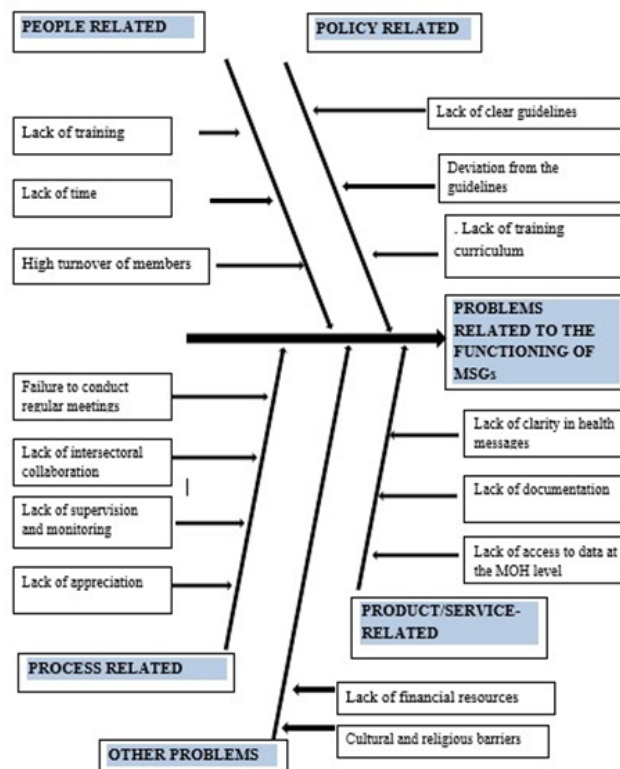 PEOPLE RELATED
POLICY RELATED
Lack of training
Lack of time
High turnover of members
Lack of clear guidelines
Deviation from the
guidelines
. Lack of training
curriculum
PROBLEMS
RELATED TO THE
FUNCTIONING OF
MSGs
Failure to conduct
regular meetings
Lack of intersectoral
collaboration
Lack of supervision
and monitoring
Lack of appreciation
Lack of clarity in health
messages
Lack of documentation
Lack of access to data at
the MOH level
PRODUCT/SERVICE-
RELATED
PROCESS RELATED
Lack of financial resources
Cultural and religious barriers
OTHER PROBLEMS